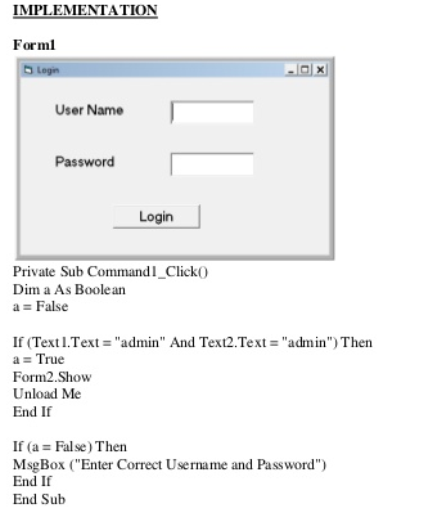 IMPLEMENTATION
Form1
Login
User Name
Password
Login
Private Sub Command1_Click()
Dim a As Boolean
a = False
If (Text1.Text = "admin" And Text2.Text = "admin") Then
a = True
Form2.Show
Unload Me
End If
If (a = False) Then
MsgBox ("Enter Correct Username and Password")
End If
End Sub